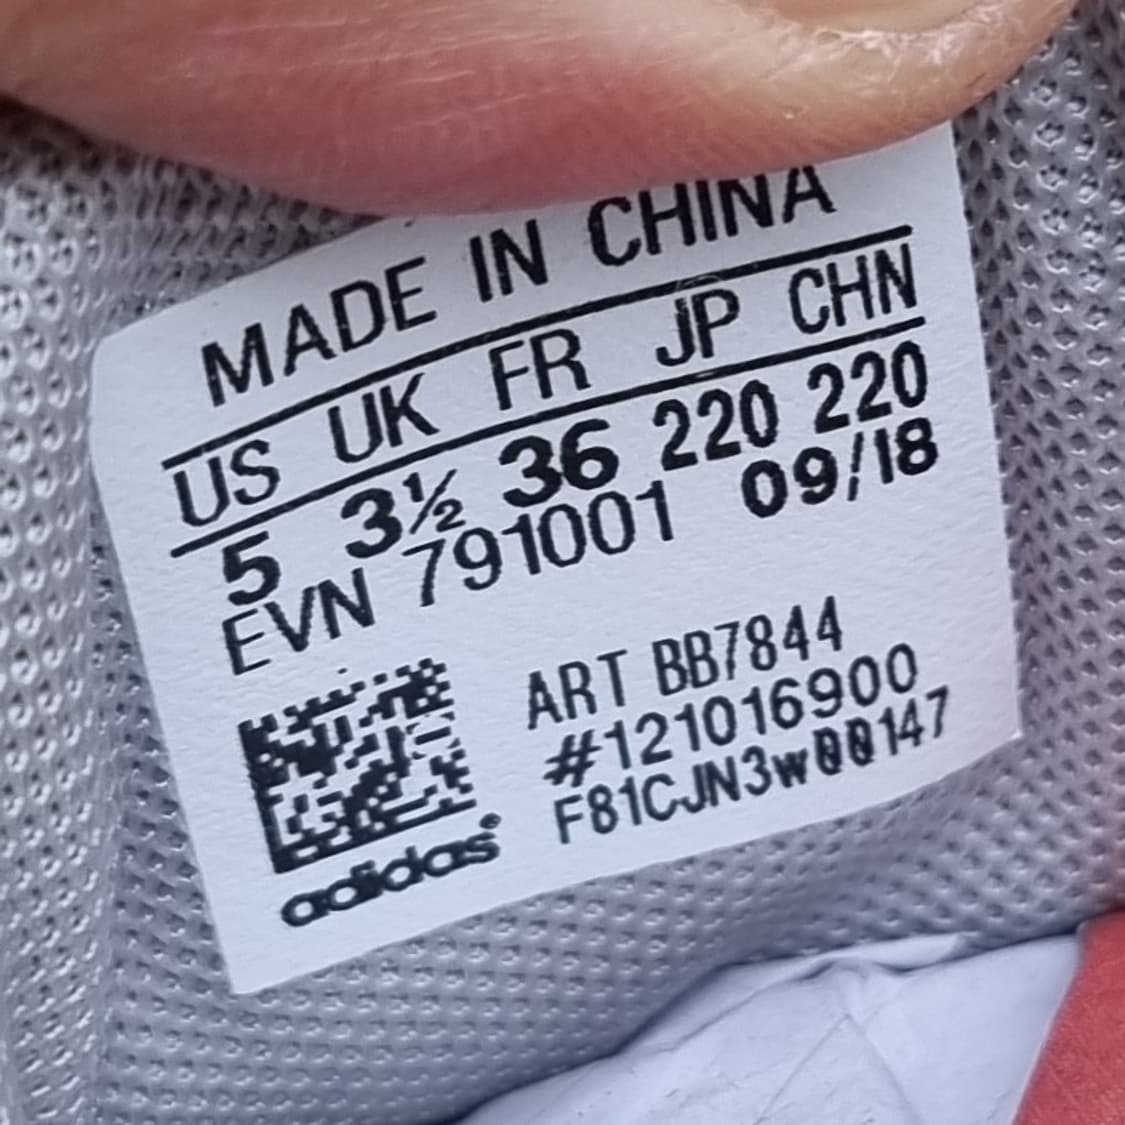 MADE IN CHINA
US UK FR JP CHN
5 3½ 36 220 220
EVN 791001 09/18
ART BB7844
#121016900
F81CJN3w00147
adidas®